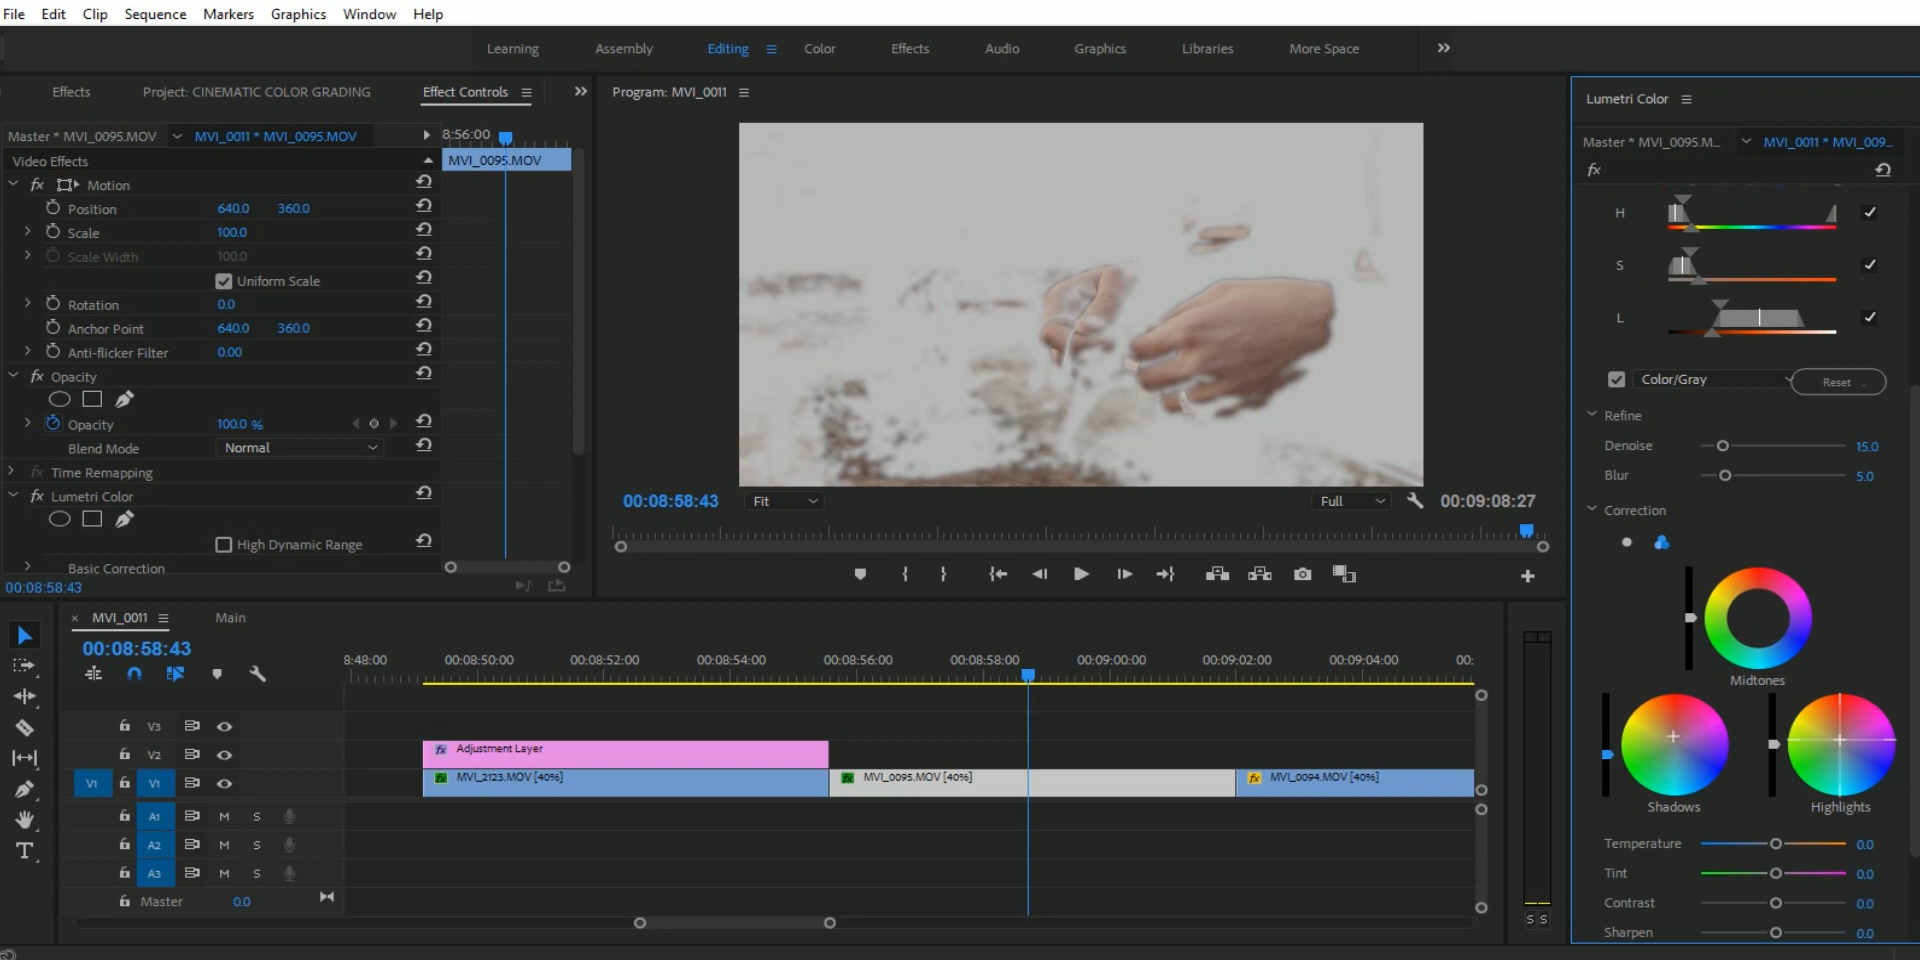 File Edit Clip Sequence Markers Graphics Window Help
Learning Assembly Editing Color Effects Audio Graphics Libraries More Space
Effects Project: CINEMATIC COLOR GRADING Effect Controls
Master * MVI_0095.MOV MVI_0011 * MVI_0095.MOV
8:56:00
Video Effects
MVI_0095.MOV
fx Motion
Position 640.0 360.0
Scale 100.0
Scale Width 100.0
Uniform Scale
Rotation 0.0
Anchor Point 640.0 360.0
Anti-flicker Filter 0.00
fx Opacity
Opacity 100.0 %
Blend Mode Normal
fx Time Remapping
fx Lumetri Color
High Dynamic Range
Basic Correction
00:08:58:43
Program: MVI_0011
00:08:58:43 Fit Full 00:09:08:27
Lumetri Color
Master * MVI_0095.M... MVI_0011 * MVI_009...
fx
H
S
L
Color/Gray Reset
Refine
Denoise 15.0
Blur 5.0
Correction
Midtones
Shadows Highlights
Temperature 0.0
Tint 0.0
Contrast 0.0
Sharpen 0.0
MVI_0011 Main
00:08:58:43
8:48:00 00:08:50:00 00:08:52:00 00:08:54:00 00:08:56:00 00:08:58:00 00:09:00:00 00:09:02:00 00:09:04:00 00:
V3
V2 fx Adjustment Layer
V1 V1 fx MVI_2123.MOV [40%] fx MVI_0095.MOV [40%] fx MVI_0094.MOV [40%]
A1 M S
A2 M S
A3 M S
Master 0.0
S S
T